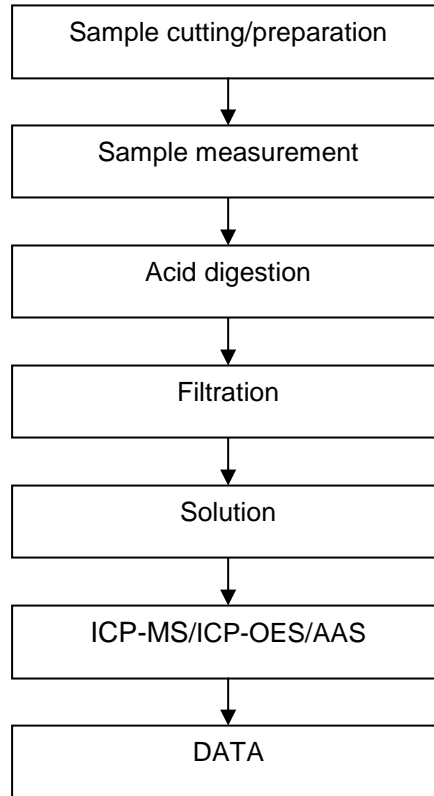 Sample cutting/preparation
Sample measurement
Acid digestion
Filtration
Solution
ICP-MS/ICP-OES/AAS
DATA